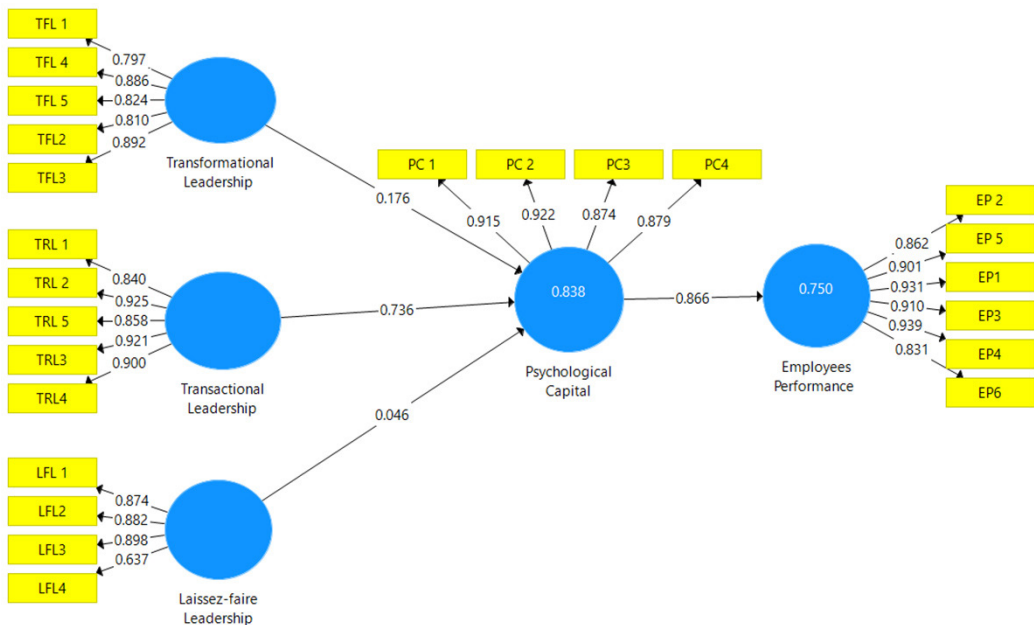 TFL 1
TFL 4
TFL 5
TFL2
TFL3
0.797
0.886
0.824
0.810
0.892
Transformational
Leadership
0.176
TRL 1
TRL 2
TRL 5
TRL3
TRL4
0.840
0.925
0.858
0.921
0.900
Transactional
Leadership
0.736
LFL 1
LFL2
LFL3
LFL4
0.874
0.882
0.898
0.637
Laissez-faire
Leadership
0.046
PC 1
PC 2
PC3
PC4
0.915
0.922
0.874
0.879
0.838
Psychological
Capital
0.866
0.750
Employees
Performance
0.862
0.901
0.931
0.910
0.939
0.831
EP 2
EP 5
EP1
EP3
EP4
EP6